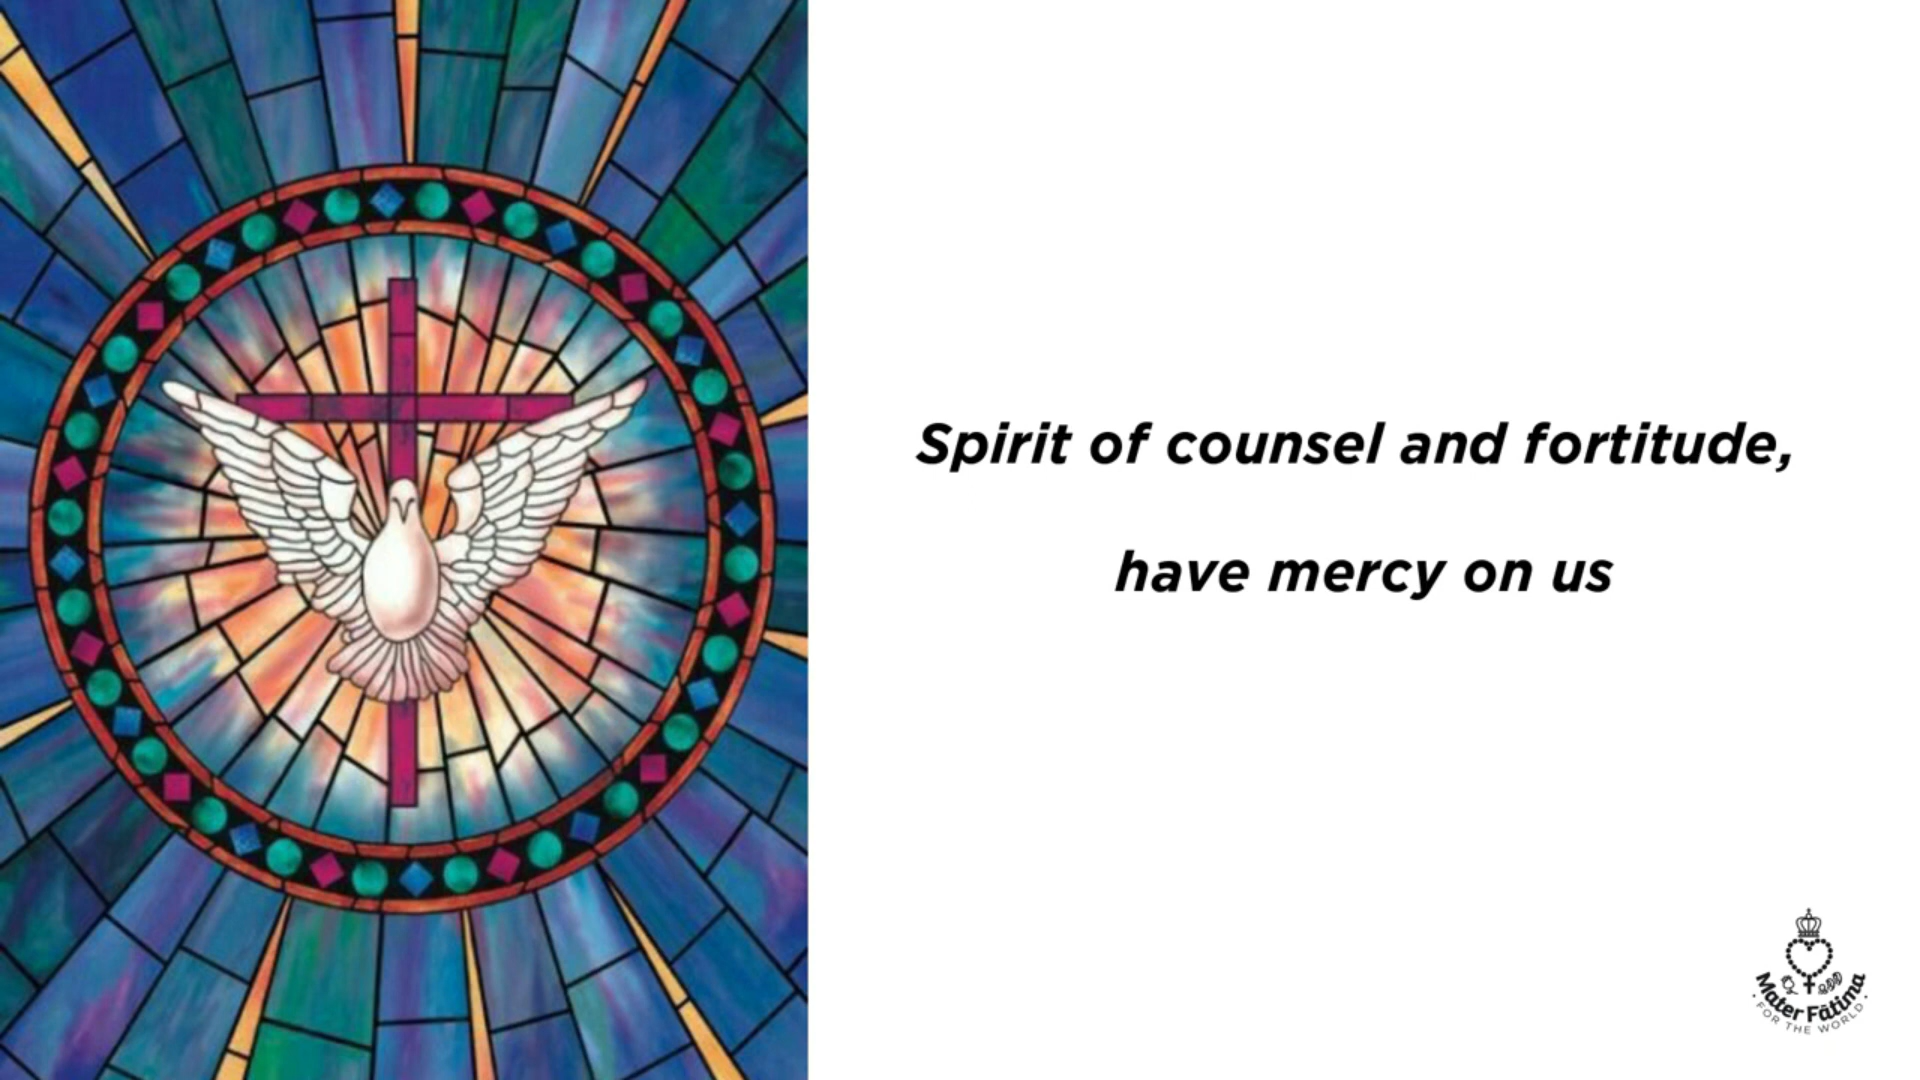 Spirit of counsel and fortitude,
have mercy on us
Mater Fátima
· FOR THE WORLD ·